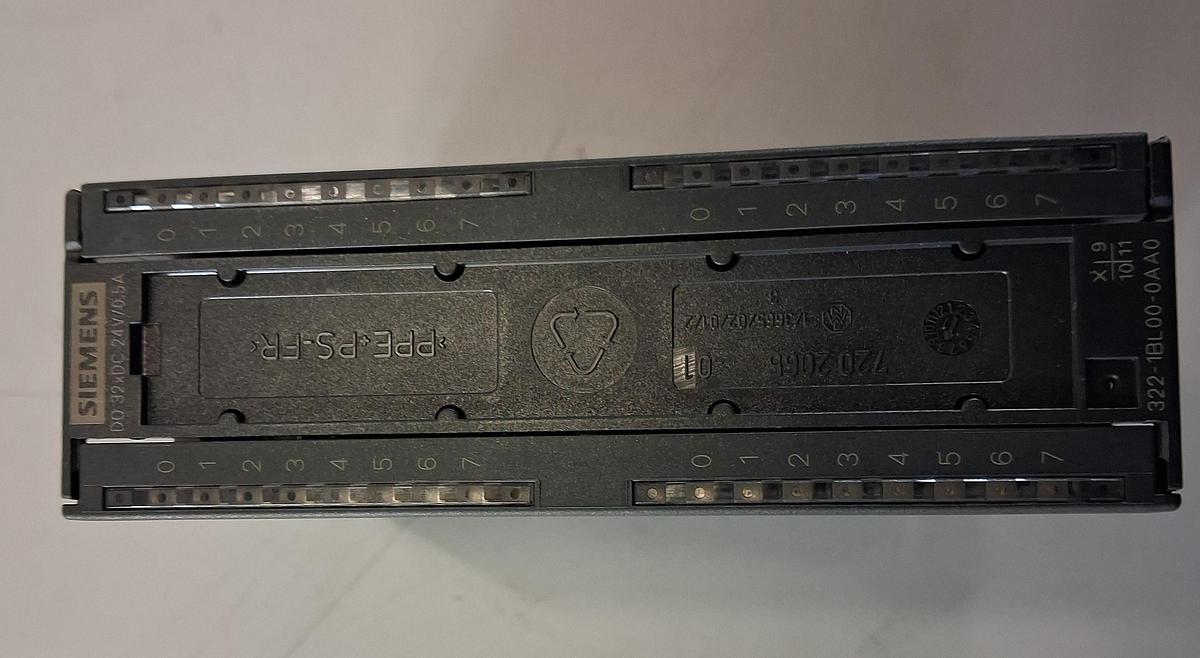 SIEMENS
DO 32xDC 24V/0.5A
0 1 2 3 4 5 6 7
0 1 2 3 4 5 6 7
>PPE+PS-FR<
720 2066 01
X 9
10 11
322-1BL00-0AA0
0 1 2 3 4 5 6 7
0 1 2 3 4 5 6 7